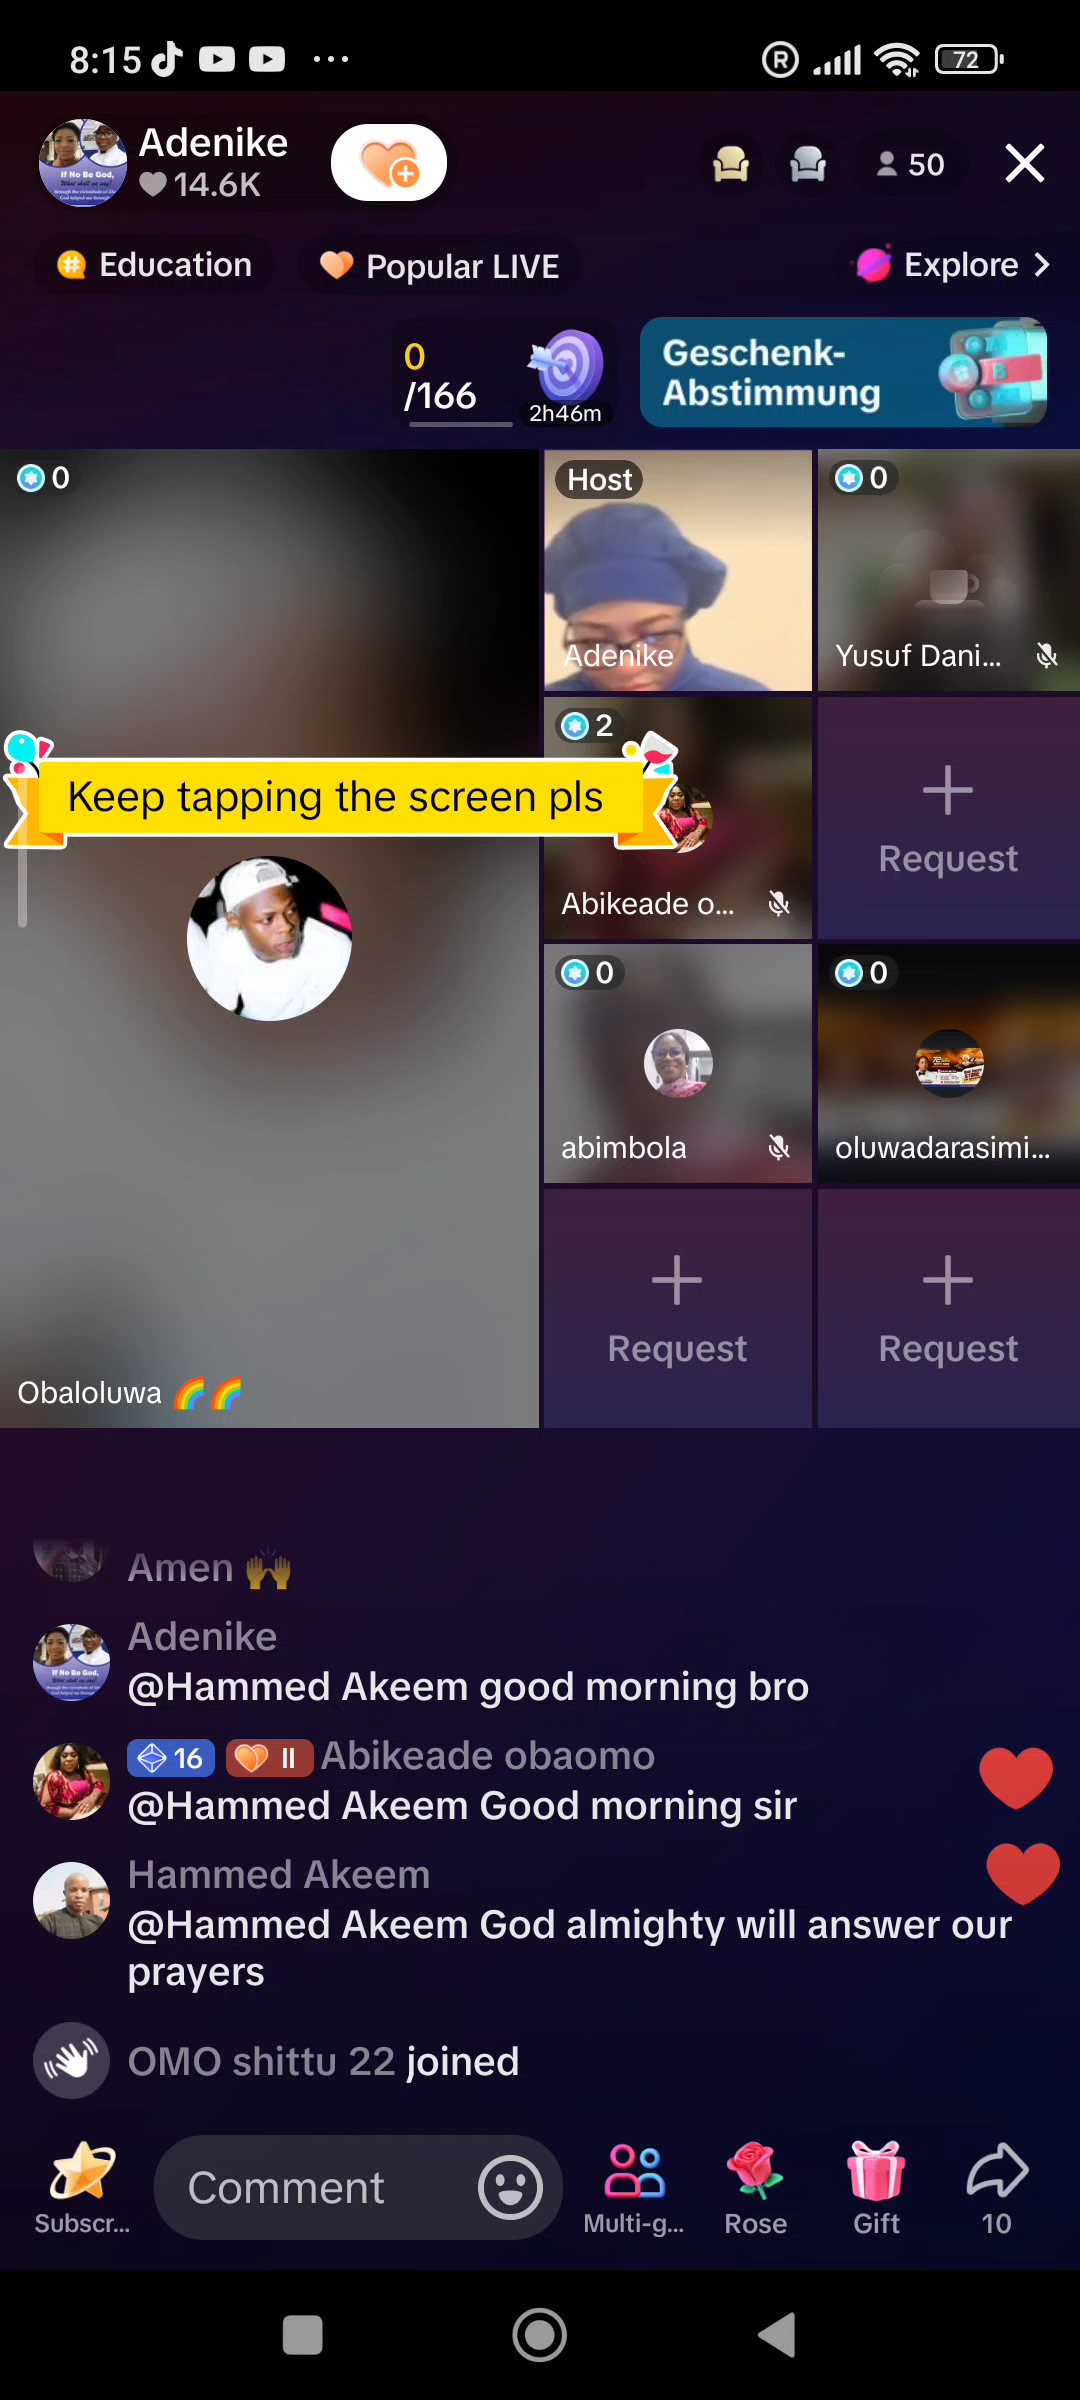 8:15
72
Adenike
14.6K
50
Education
Popular LIVE
Explore
0
/166
2h46m
Geschenk-
Abstimmung
0
Host
Adenike
0
Yusuf Dani...
2
Keep tapping the screen pls
Abikeade o...
Request
0
abimbola
0
oluwadarasimi...
Obaloluwa 🌈🌈
Request
Request
Amen 🙌
Adenike
@Hammed Akeem good morning bro
16 II Abikeade obaomo
@Hammed Akeem Good morning sir
Hammed Akeem
@Hammed Akeem God almighty will answer our
prayers
OMO shittu 22 joined
Comment
Subscr...
Multi-g...
Rose
Gift
10